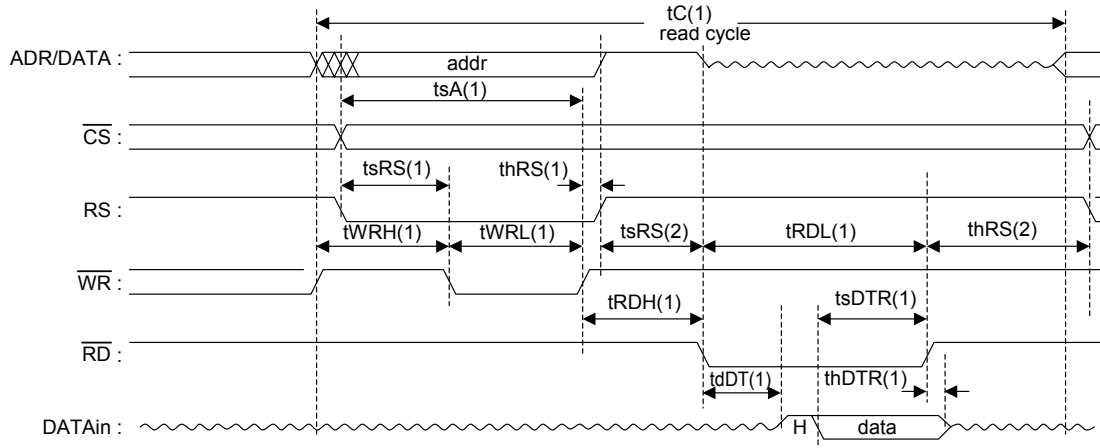 tC(1)
read cycle
ADR/DATA :
addr
tsA(1)
CS :
tsRS(1)
thRS(1)
RS :
tWRH(1)
tWRL(1)
tsRS(2)
tRDL(1)
thRS(2)
WR :
tRDH(1)
tsDTR(1)
RD :
tdDT(1)
thDTR(1)
DATAin :
H
data